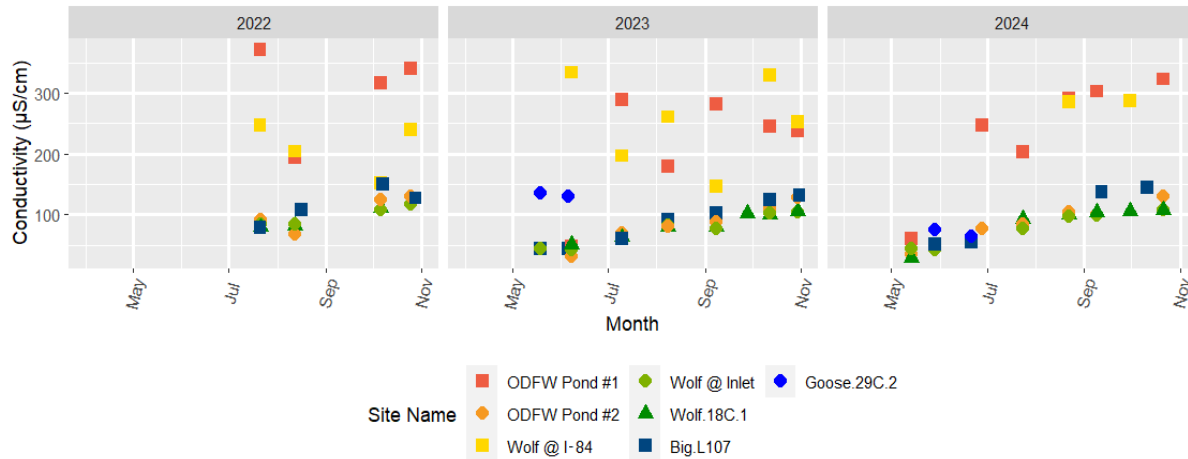 2022 2023 2024
Conductivity (µS/cm)
300
200
100
May Jul Sep Nov May Jul Sep Nov May Jul Sep Nov
Month
Site Name
ODFW Pond #1 Wolf @ Inlet Goose.29C.2
ODFW Pond #2 Wolf.18C.1
Wolf @ I-84 Big.L107